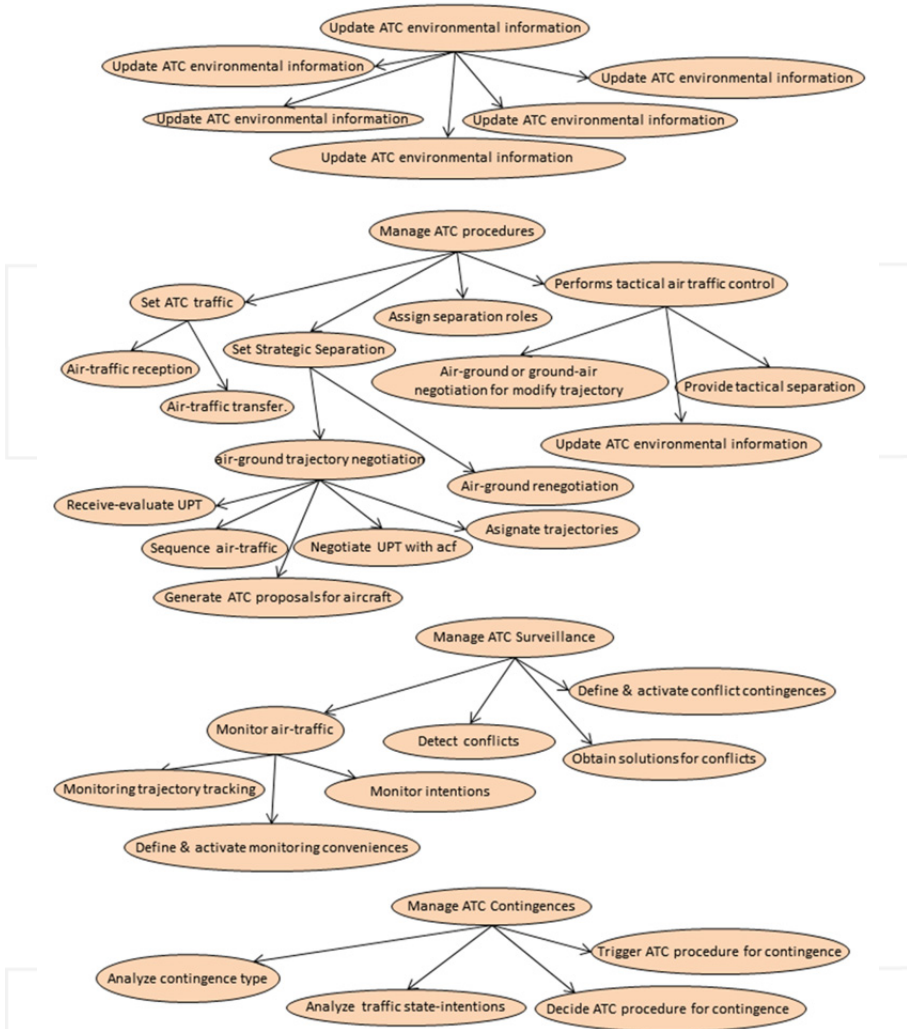 Update ATC environmental information
Update ATC environmental information
Update ATC environmental information
Update ATC environmental information
Update ATC environmental information
Update ATC environmental information
Manage ATC procedures
Set ATC traffic
Performs tactical air traffic control
Assign separation roles
Set Strategic Separation
Air-traffic reception
Air-ground or ground-air
negotiation for modify trajectory
Provide tactical separation
Air-traffic transfer.
Update ATC environmental information
air-ground trajectory negotiation
Air-ground renegotiation
Receive-evaluate UPT
Asignate trajectories
Sequence air-traffic
Negotiate UPT with acf
Generate ATC proposals for aircraft
Manage ATC Surveillance
Define & activate conflict contingences
Monitor air-traffic
Detect conflicts
Obtain solutions for conflicts
Monitoring trajectory tracking
Monitor intentions
Define & activate monitoring conveniences
Manage ATC Contingences
Trigger ATC procedure for contingence
Analyze contingence type
Analyze traffic state-intentions
Decide ATC procedure for contingence